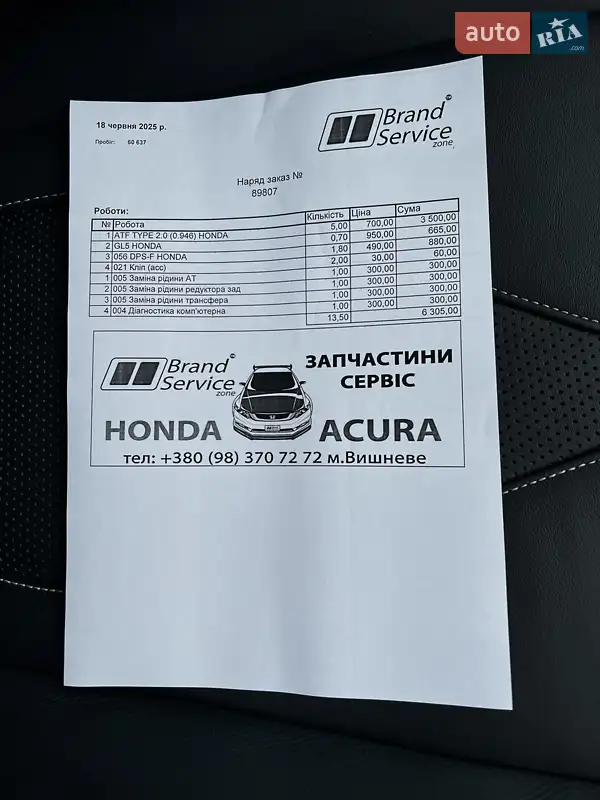 auto RIA .com
Brand
Service
zone
18 червня 2025 р.
Пробіг: 60 637
Наряд заказ №
89807
Роботи:
№ Робота Кількість Ціна Сума
1 ATF TYPE 2.0 (0.946) HONDA 5,00 700,00 3 500,00
2 GL5 HONDA 0,70 950,00 665,00
3 056 DPS-F HONDA 1,80 490,00 880,00
4 021 Кліп (асс) 2,00 30,00 60,00
1 005 Заміна рідини АТ 1,00 300,00 300,00
2 005 Заміна рідини редуктора зад 1,00 300,00 300,00
3 005 Заміна рідини трансфера 1,00 300,00 300,00
4 004 Діагностика комп'ютерна 1,00 300,00 300,00
13,50 6 305,00
Brand
Service
zone
ЗАПЧАСТИНИ
СЕРВІС
HONDA ACURA
тел: +380 (98) 370 72 72 м.Вишневе